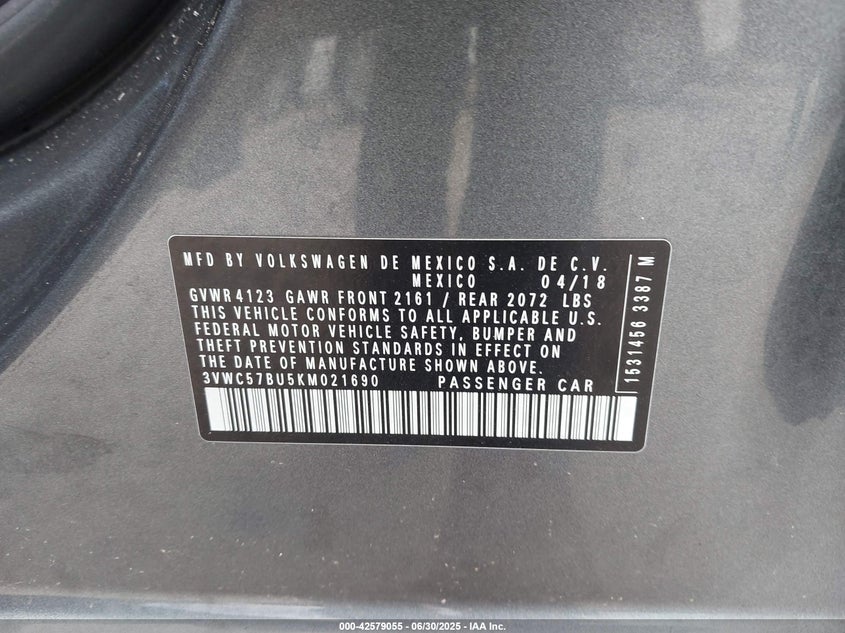 MFD BY VOLKSWAGEN DE MEXICO S.A. DE C.V.
MEXICO 04/18
GVWR 4123 GAWR FRONT 2161 / REAR 2072 LBS
THIS VEHICLE CONFORMS TO ALL APPLICABLE U.S.
FEDERAL MOTOR VEHICLE SAFETY, BUMPER AND
THEFT PREVENTION STANDARDS IN EFFECT ON
THE DATE OF MANUFACTURE SHOWN ABOVE.
3VWC57BU5KM021690 PASSENGER CAR
1531456 3387 M
000-42579055 - 06/30/2025 - IAA Inc.